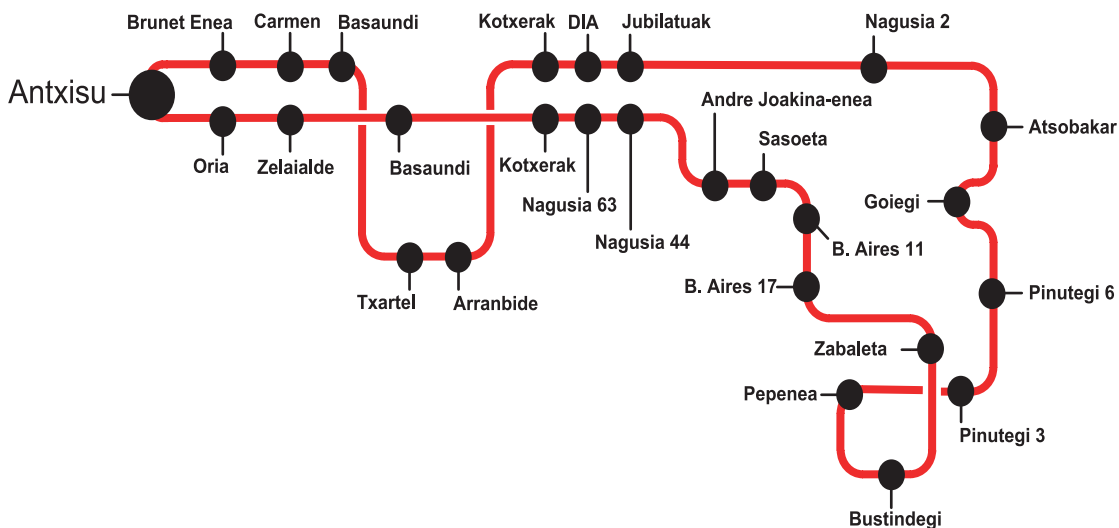 Brunet Enea
Carmen
Basaundi
Kotxerak
DIA
Jubilatuak
Nagusia 2
Antxisu
Andre Joakina-enea
Atsobakar
Sasoeta
Oria
Zelaialde
Basaundi
Kotxerak
Nagusia 63
Goiegi
Nagusia 44
B. Aires 11
Txartel
Arranbide
B. Aires 17
Pinutegi 6
Zabaleta
Pepenea
Pinutegi 3
Bustindegi